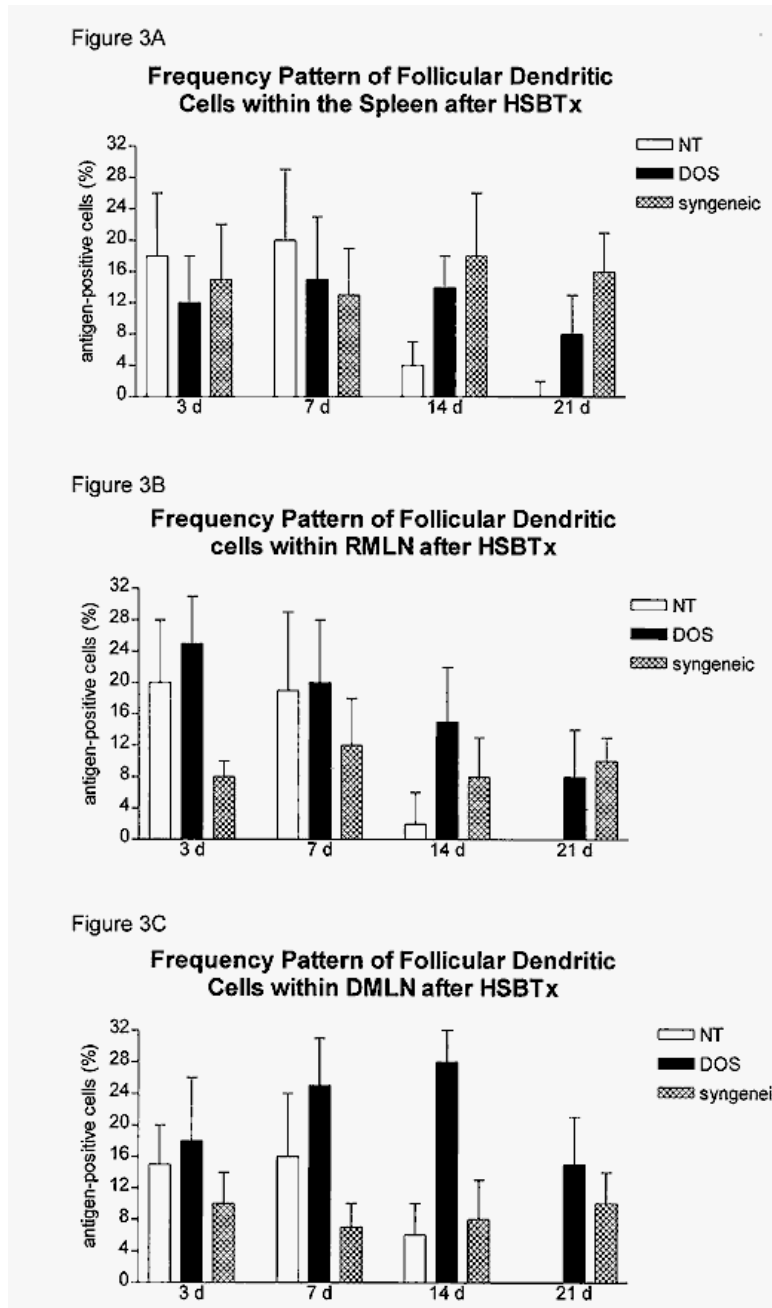 Figure 3A
Frequency Pattern of Follicular Dendritic
Cells within the Spleen after HSBTx
antigen-positive cells (%)
32
28
24
20
16
12
8
4
0
3 d
7 d
14 d
21 d
NT
DOS
syngeneic
Figure 3B
Frequency Pattern of Follicular Dendritic
cells within RMLN after HSBTx
antigen-positive cells (%)
32
28
24
20
16
12
8
4
0
3 d
7 d
14 d
21 d
NT
DOS
syngeneic
Figure 3C
Frequency Pattern of Follicular Dendritic
Cells within DMLN after HSBTx
antigen-positive cells (%)
32
28
24
20
16
12
8
4
0
3 d
7 d
14 d
21 d
NT
DOS
syngenei